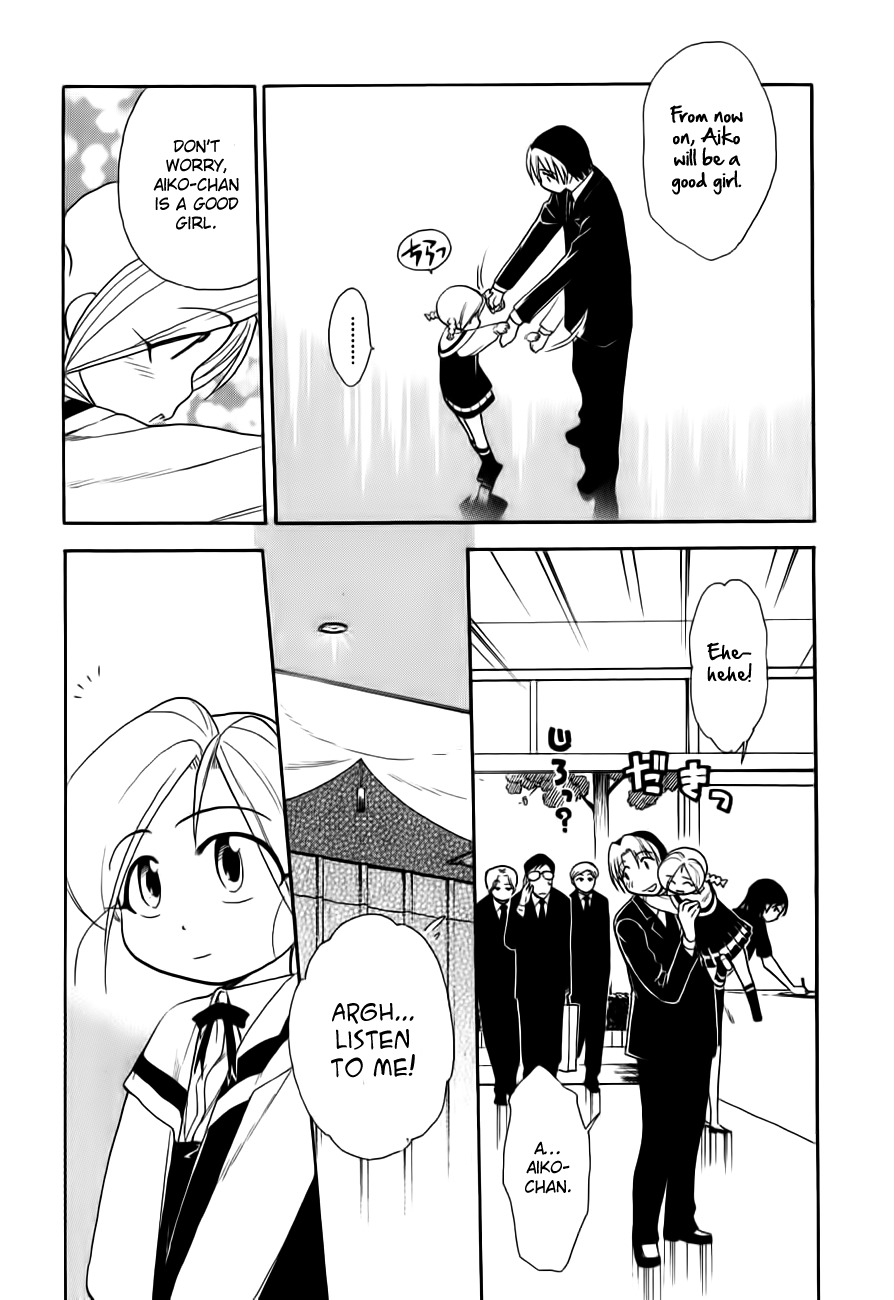 From now
on, Aiko
will be a
good girl.
ちらっ
………
DON'T
WORRY,
AIKO-CHAN
IS A GOOD
GIRL.
Ehe-
hehe!
だきっ
じろっ?
A...
AIKO-
CHAN.
ARGH...
LISTEN
TO ME!